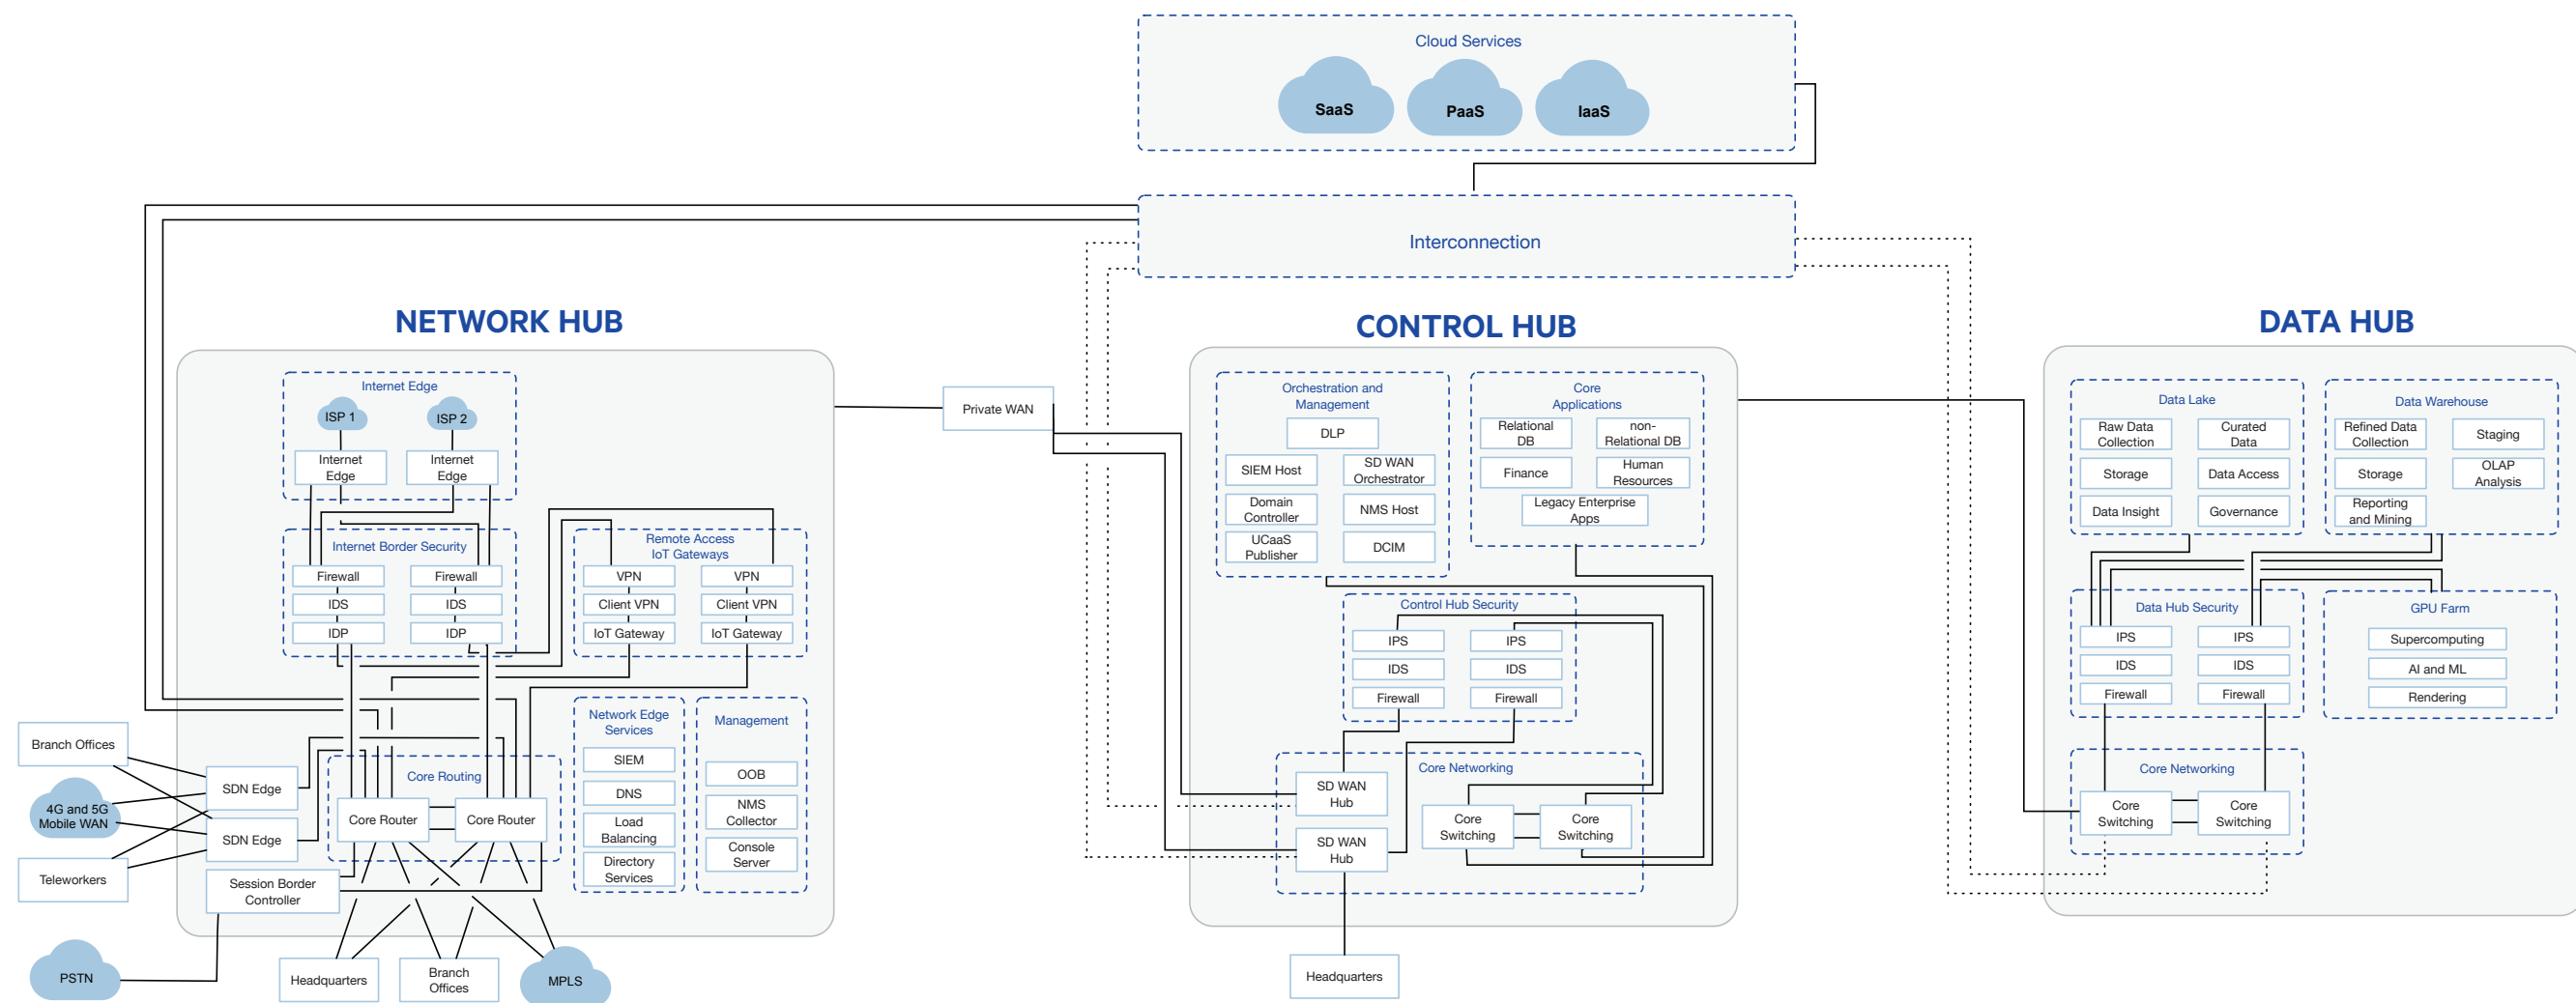 Cloud Services
SaaS
PaaS
IaaS
Interconnection
NETWORK HUB
Internet Edge
ISP 1
ISP 2
Internet
Edge
Internet
Edge
Internet Border Security
Firewall
IDS
IDP
Firewall
IDS
IDP
Remote Access
IoT Gateways
VPN
Client VPN
IoT Gateway
VPN
Client VPN
IoT Gateway
Network Edge
Services
SIEM
DNS
Load
Balancing
Directory
Services
Management
OOB
NMS
Collector
Console
Server
Core Routing
Core Router
Core Router
Branch Offices
4G and 5G
Mobile WAN
Teleworkers
SDN Edge
SDN Edge
Session Border
Controller
PSTN
Headquarters
Branch
Offices
MPLS
Private WAN
CONTROL HUB
Orchestration and
Management
DLP
SIEM Host
SD WAN
Orchestrator
Domain
Controller
NMS Host
UCaaS
Publisher
DCIM
Core
Applications
Relational
DB
non-
Relational DB
Finance
Human
Resources
Legacy Enterprise
Apps
Control Hub Security
IPS
IDS
Firewall
IPS
IDS
Firewall
Core Networking
SD WAN
Hub
SD WAN
Hub
Core
Switching
Core
Switching
Headquarters
DATA HUB
Data Lake
Raw Data
Collection
Curated
Data
Storage
Data Access
Data Insight
Governance
Data Warehouse
Refined Data
Collection
Staging
Storage
OLAP
Analysis
Reporting
and Mining
Data Hub Security
IPS
IDS
Firewall
IPS
IDS
Firewall
GPU Farm
Supercomputing
AI and ML
Rendering
Core Networking
Core
Switching
Core
Switching